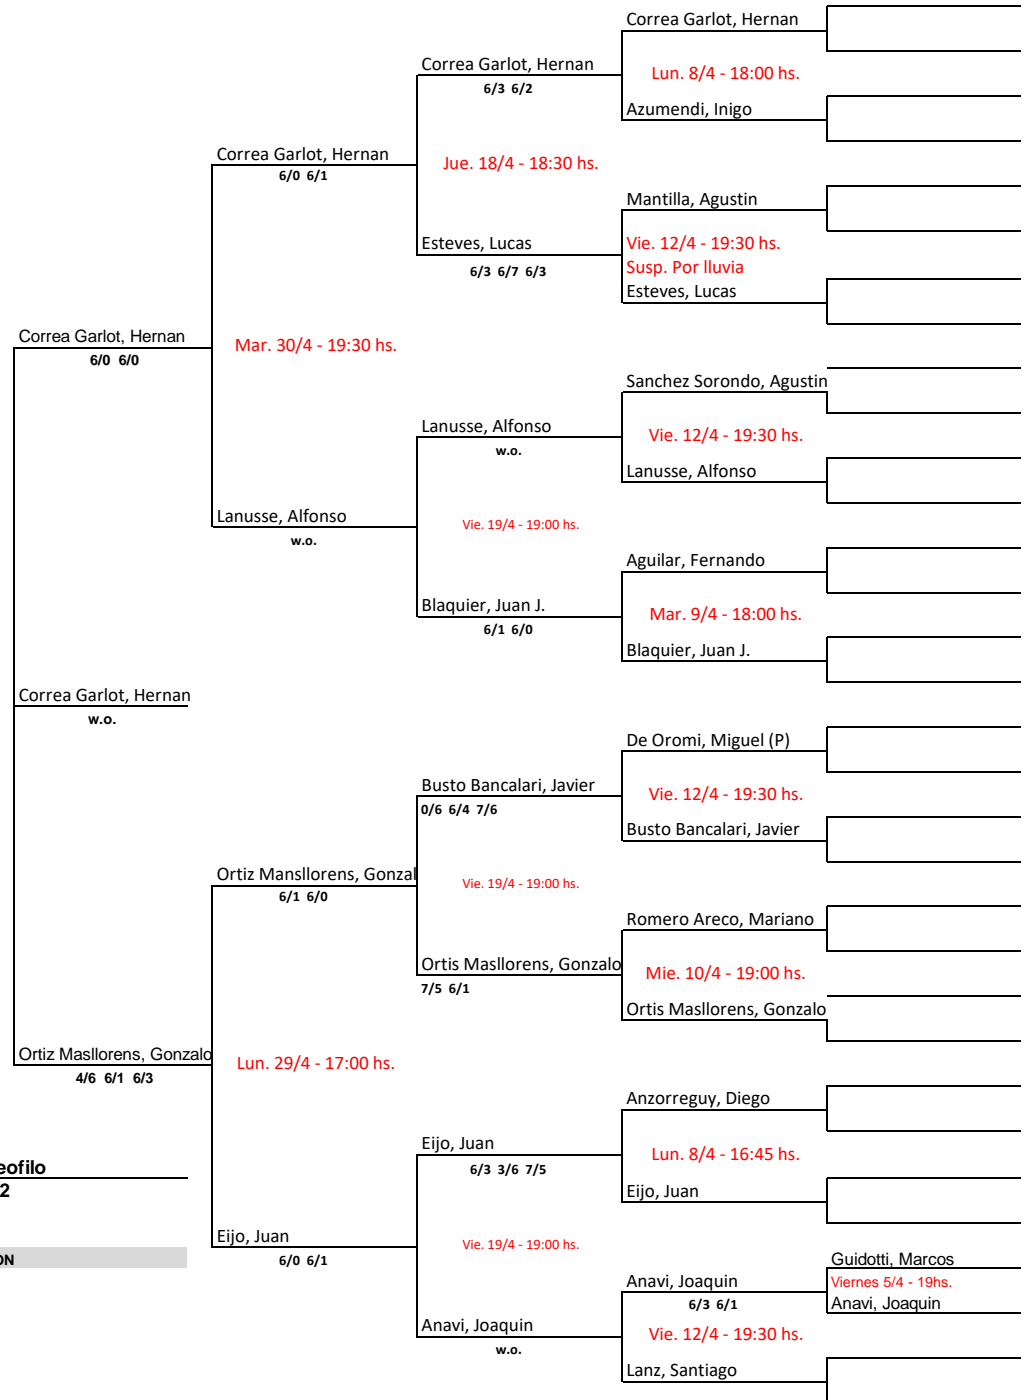 Correa Garlot, Hernan
Correa Garlot, Hernan
6/3 6/2
Lun. 8/4 - 18:00 hs.
Azumendi, Inigo
Correa Garlot, Hernan
6/0 6/1
Jue. 18/4 - 18:30 hs.
Mantilla, Agustin
Esteves, Lucas
6/3 6/7 6/3
Vie. 12/4 - 19:30 hs.
Susp. Por lluvia
Esteves, Lucas
Correa Garlot, Hernan
6/0 6/0
Mar. 30/4 - 19:30 hs.
Sanchez Sorondo, Agustin
Lanusse, Alfonso
w.o.
Vie. 12/4 - 19:30 hs.
Lanusse, Alfonso
Lanusse, Alfonso
w.o.
Vie. 19/4 - 19:00 hs.
Aguilar, Fernando
Blaquier, Juan J.
6/1 6/0
Mar. 9/4 - 18:00 hs.
Blaquier, Juan J.
Correa Garlot, Hernan
w.o.
De Oromi, Miguel (P)
Busto Bancalari, Javier
0/6 6/4 7/6
Vie. 12/4 - 19:30 hs.
Busto Bancalari, Javier
Ortiz Mansllorens, Gonzal
6/1 6/0
Vie. 19/4 - 19:00 hs.
Romero Areco, Mariano
Ortis Masllorens, Gonzalo
7/5 6/1
Mie. 10/4 - 19:00 hs.
Ortis Masllorens, Gonzalo
Ortiz Masllorens, Gonzalo
4/6 6/1 6/3
Lun. 29/4 - 17:00 hs.
Anzorreguy, Diego
Eijo, Juan
6/3 3/6 7/5
Lun. 8/4 - 16:45 hs.
Eijo, Juan
eofilo
2
Eijo, Juan
6/0 6/1
Vie. 19/4 - 19:00 hs.
ON
Guidotti, Marcos
Viernes 5/4 - 19hs.
Anavi, Joaquin
Anavi, Joaquin
6/3 6/1
Anavi, Joaquin
w.o.
Vie. 12/4 - 19:30 hs.
Lanz, Santiago